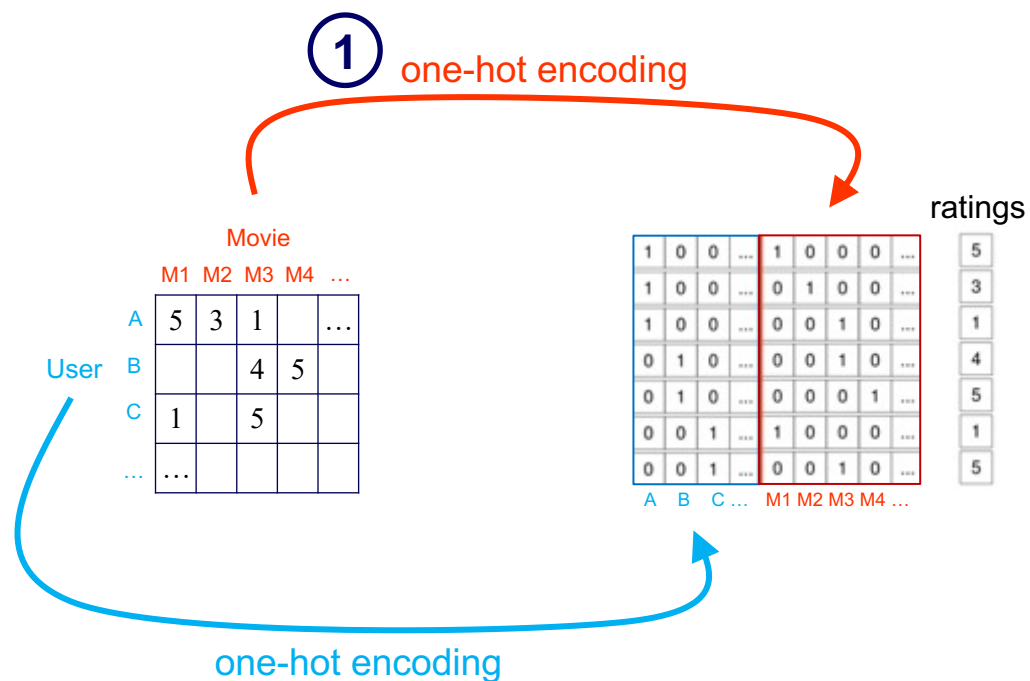 1
one-hot encoding
ratings
Movie
M1 M2 M3 M4 …
A 5 3 1 …
User B 4 5
C 1 5
… …
1 0 0 ... 1 0 0 0 ... 5
1 0 0 ... 0 1 0 0 ... 3
1 0 0 ... 0 0 1 0 ... 1
0 1 0 ... 0 0 1 0 ... 4
0 1 0 ... 0 0 0 1 ... 5
0 0 1 ... 1 0 0 0 ... 1
0 0 1 ... 0 0 1 0 ... 5
A B C … M1 M2 M3 M4 …
one-hot encoding